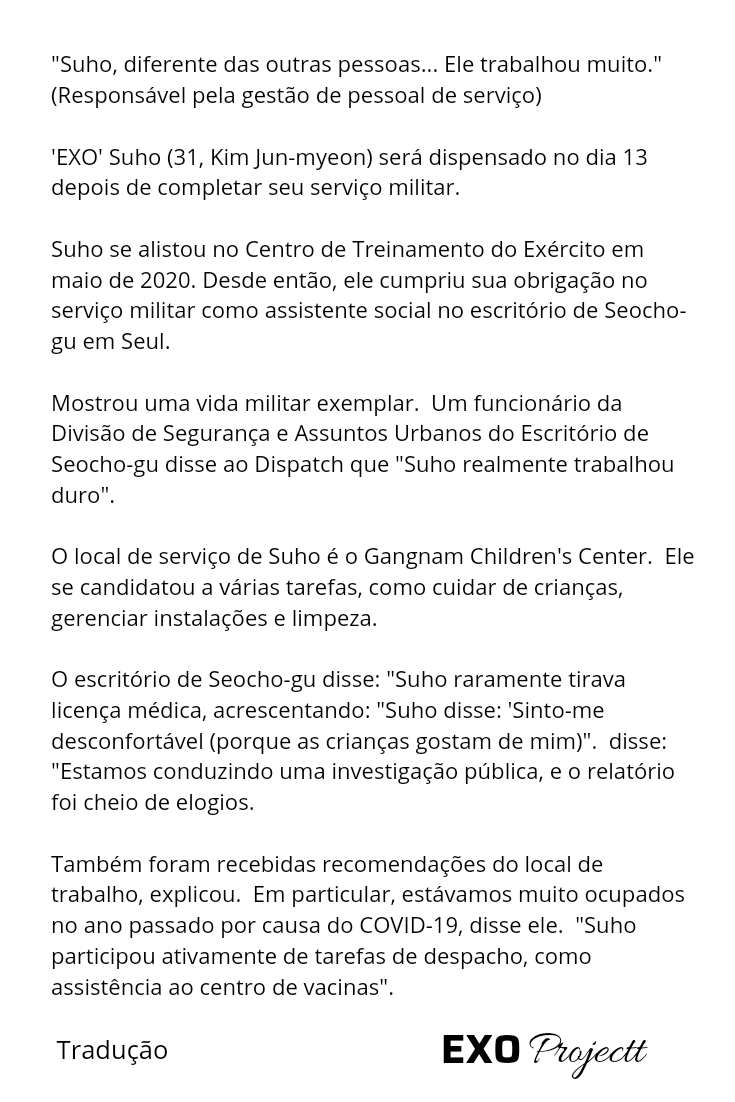 "Suho, diferente das outras pessoas... Ele trabalhou muito."
(Responsável pela gestão de pessoal de serviço)
'EXO' Suho (31, Kim Jun-myeon) será dispensado no dia 13
depois de completar seu serviço militar.
Suho se alistou no Centro de Treinamento do Exército em
maio de 2020. Desde então, ele cumpriu sua obrigação no
serviço militar como assistente social no escritório de Seocho-
gu em Seul.
Mostrou uma vida militar exemplar.  Um funcionário da
Divisão de Segurança e Assuntos Urbanos do Escritório de
Seocho-gu disse ao Dispatch que "Suho realmente trabalhou
duro".
O local de serviço de Suho é o Gangnam Children's Center.  Ele
se candidatou a várias tarefas, como cuidar de crianças,
gerenciar instalações e limpeza.
O escritório de Seocho-gu disse: "Suho raramente tirava
licença médica, acrescentando: "Suho disse: 'Sinto-me
desconfortável (porque as crianças gostam de mim)".  disse:
"Estamos conduzindo uma investigação pública, e o relatório
foi cheio de elogios.
Também foram recebidas recomendações do local de
trabalho, explicou.  Em particular, estávamos muito ocupados
no ano passado por causa do COVID-19, disse ele.  "Suho
participou ativamente de tarefas de despacho, como
assistência ao centro de vacinas".
Tradução
EXO Projectt